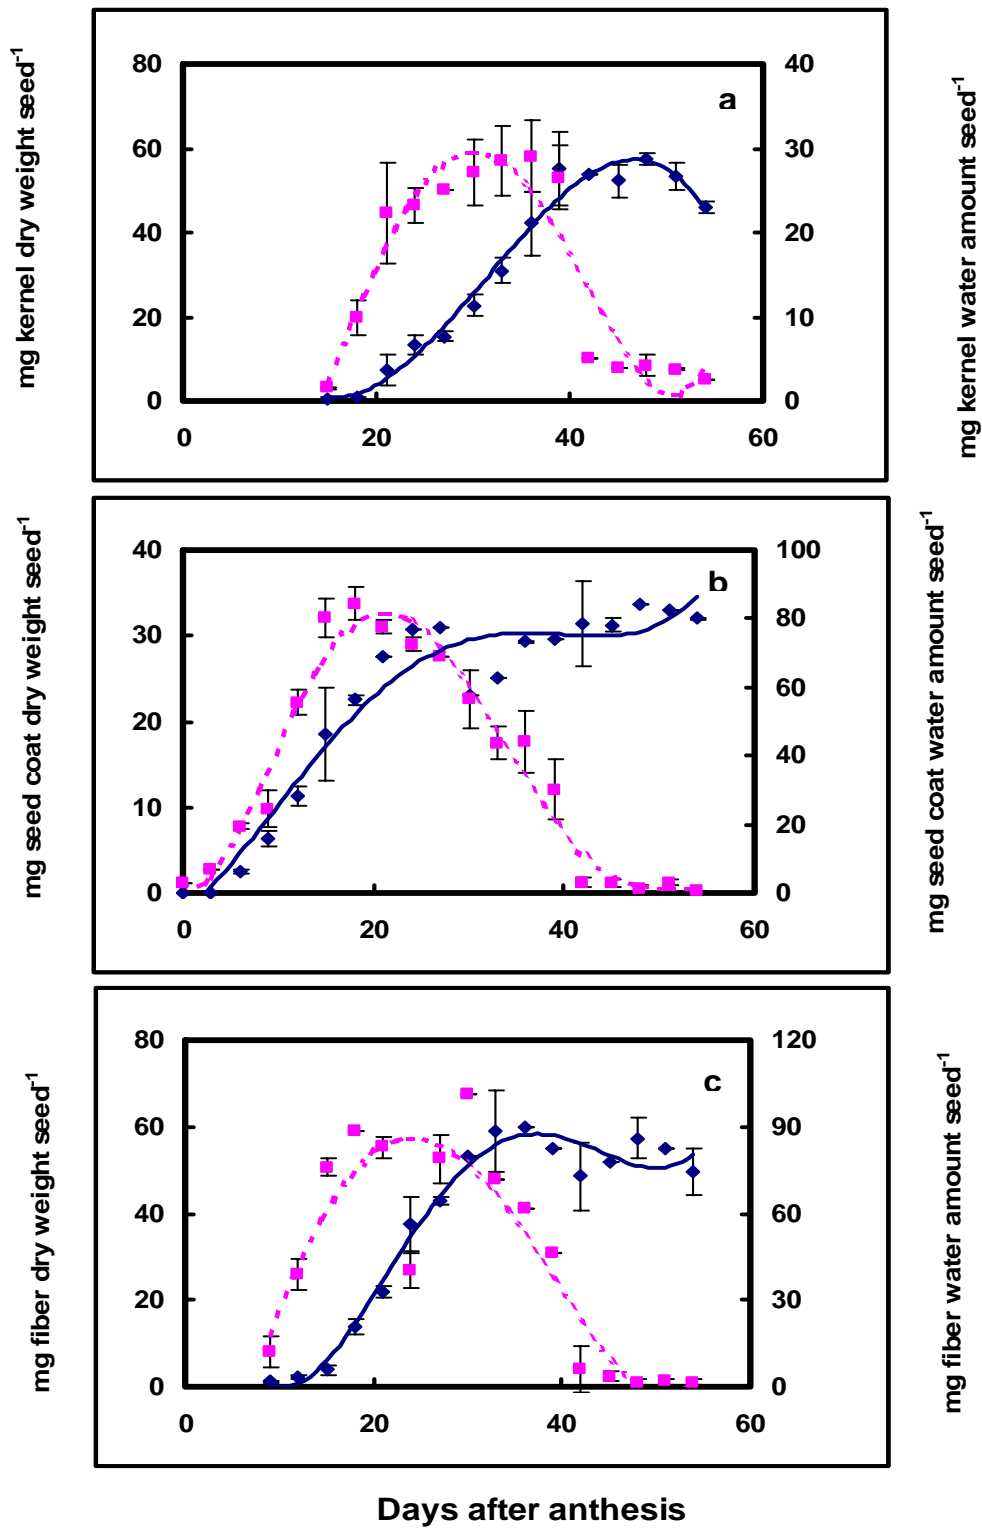 mg kernel dry weight seed-1
80
60
40
20
0
a
40
30
20
10
0
mg kernel water amount seed-1
0 20 40 60
mg seed coat dry weight seed-1
40
30
20
10
0
b
100
80
60
40
20
0
mg seed coat water amount seed-1
0 20 40 60
mg fiber dry weight seed-1
80
60
40
20
0
c
120
90
60
30
0
mg fiber water amount seed-1
0 20 40 60
Days after anthesis